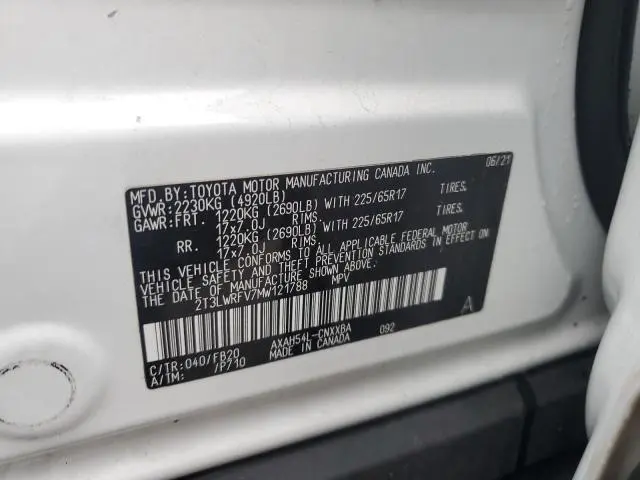 MFD.BY:TOYOTA MOTOR MANUFACTURING CANADA INC. 06/21
GVWR:2230KG (4920LB)
GAWR:FRT. 1220KG (2690LB) WITH 225/65R17 TIRES,
17x7.0J RIMS,
RR. 1220KG (2690LB) WITH 225/65R17 TIRES,
17x7.0J RIMS,
THIS VEHICLE CONFORMS TO ALL APPLICABLE FEDERAL MOTOR
VEHICLE SAFETY AND THEFT PREVENTION STANDARDS IN EFFECT ON
THE DATE OF MANUFACTURE SHOWN ABOVE.
2T3LWRFV7MW121788 MPV
A
C/TR:040/FB20 AXAH54L-CNXXBA 092
A/TM: /P710 MADE IN CANADA